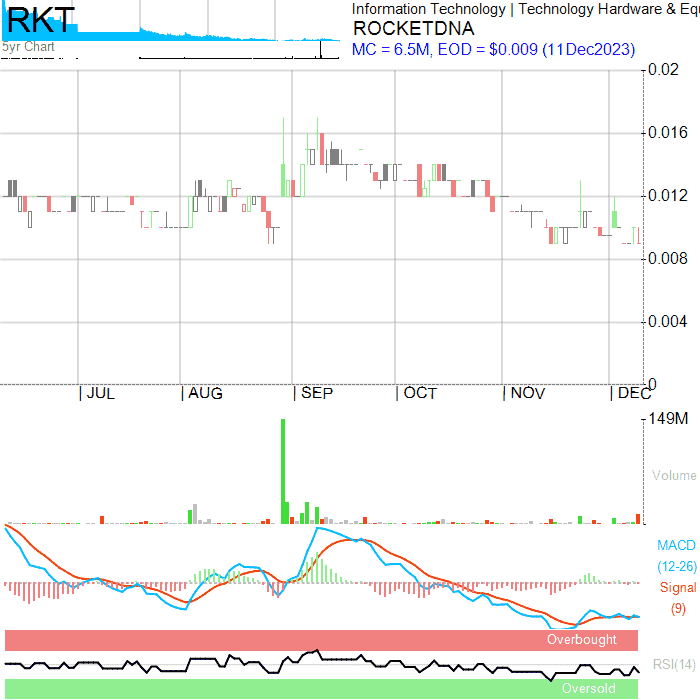 RKT
5yr Chart
Information Technology | Technology Hardware & Equ
ROCKETDNA
MC = 6.5M, EOD = $0.009 (11Dec2023)
0.02
0.016
0.012
0.008
0.004
0
| JUL | AUG | SEP | OCT | NOV | DEC
149M
Volume
MACD
(12-26)
Signal
(9)
Overbought
RSI(14)
Oversold